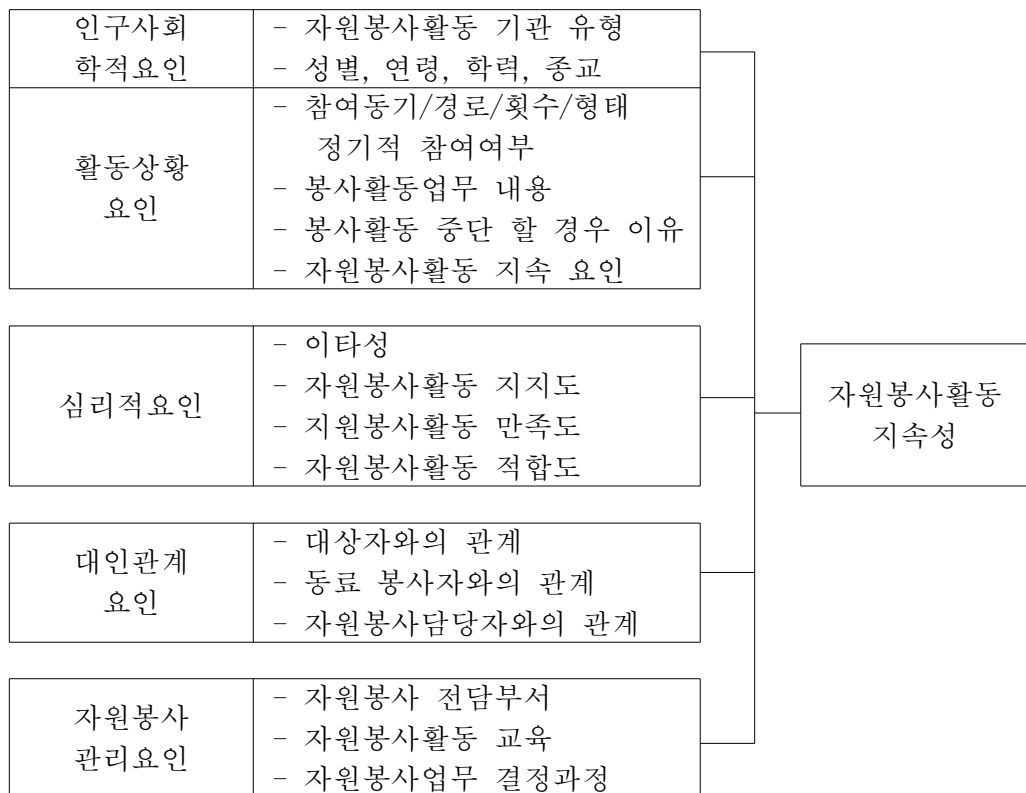 인구사회
학적요인
- 자원봉사활동 기관 유형
- 성별, 연령, 학력, 종교
활동상황
요인
- 참여동기/경로/횟수/형태
정기적 참여여부
- 봉사활동업무 내용
- 봉사활동 중단 할 경우 이유
- 자원봉사활동 지속 요인
심리적요인
- 이타성
- 자원봉사활동 지지도
- 지원봉사활동 만족도
- 자원봉사활동 적합도
대인관계
요인
- 대상자와의 관계
- 동료 봉사자와의 관계
- 자원봉사담당자와의 관계
자원봉사
관리요인
- 자원봉사 전담부서
- 자원봉사활동 교육
- 자원봉사업무 결정과정
자원봉사활동
지속성